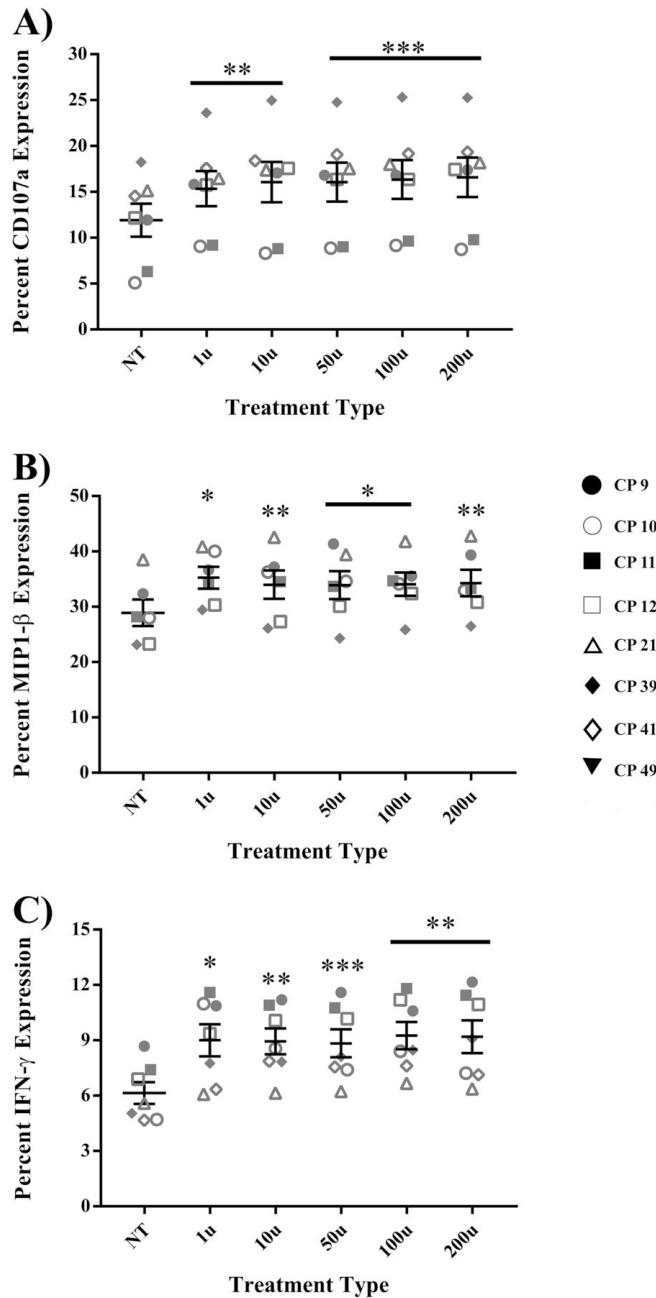 A)
Percent CD107a Expression
30
25
20
15
10
5
0
** ***
NT 1u 10u 50u 100u 200u
Treatment Type
B)
Percent MIP1-β Expression
50
40
30
20
10
0
* ** * **
NT 1u 10u 50u 100u 200u
Treatment Type
CP 9
CP 10
CP 11
CP 12
CP 21
CP 39
CP 41
CP 49
C)
Percent IFN-γ Expression
15
12
9
6
3
0
* ** *** **
NT 1u 10u 50u 100u 200u
Treatment Type